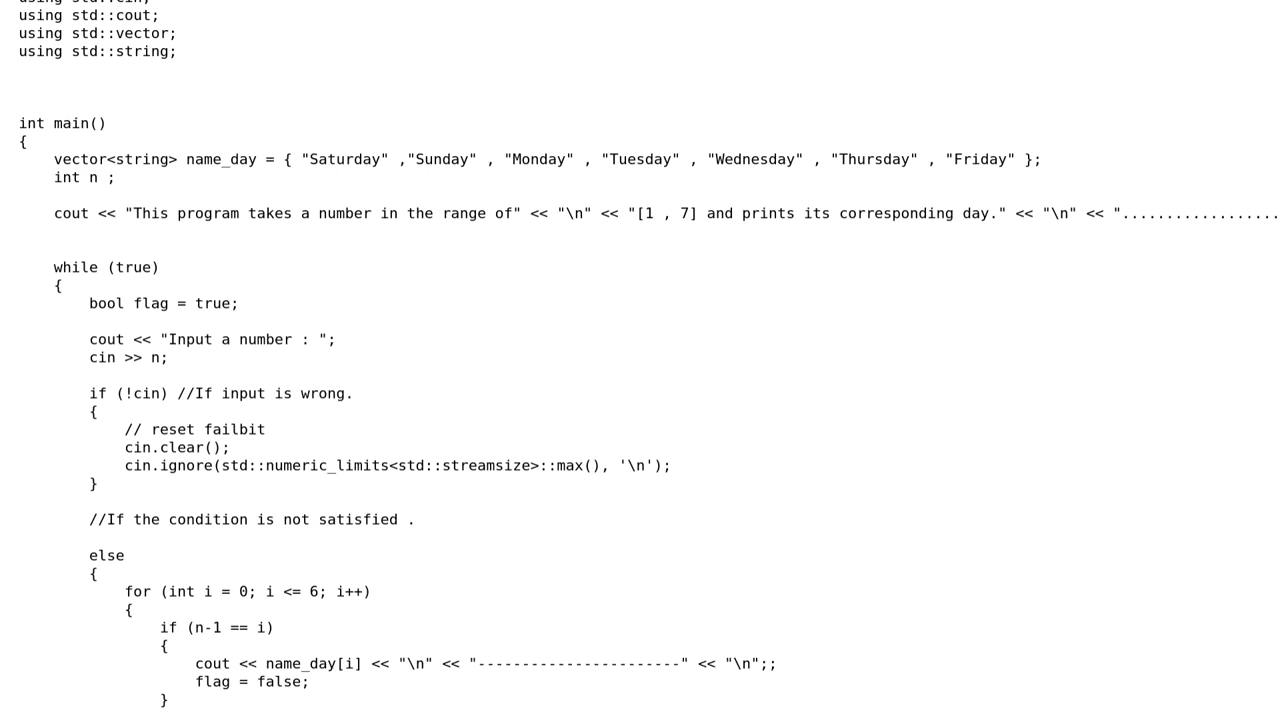 using std::cin;
using std::cout;
using std::vector;
using std::string;
int main()
{
    vector<string> name_day = { "Saturday" ,"Sunday" , "Monday" , "Tuesday" , "Wednesday" , "Thursday" , "Friday" };
    int n ;
    cout << "This program takes a number in the range of" << "\n" << "[1 , 7] and prints its corresponding day." << "\n" << "..................
    while (true)
    {
        bool flag = true;
        cout << "Input a number : ";
        cin >> n;
        if (!cin) //If input is wrong.
        {
            // reset failbit
            cin.clear();
            cin.ignore(std::numeric_limits<std::streamsize>::max(), '\n');
        }
        //If the condition is not satisfied .
        else
        {
            for (int i = 0; i <= 6; i++)
            {
                if (n-1 == i)
                {
                    cout << name_day[i] << "\n" << "-----------------------" << "\n";;
                    flag = false;
                }